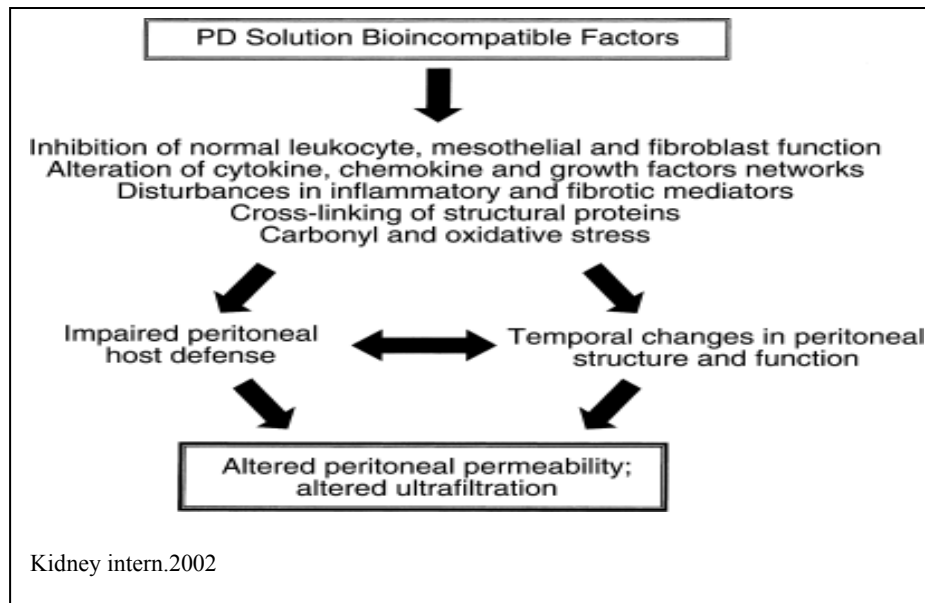 PD Solution Bioincompatible Factors
Inhibition of normal leukocyte, mesothelial and fibroblast function
Alteration of cytokine, chemokine and growth factors networks
Disturbances in inflammatory and fibrotic mediators
Cross-linking of structural proteins
Carbonyl and oxidative stress
Impaired peritoneal
host defense
Temporal changes in peritoneal
structure and function
Altered peritoneal permeability;
altered ultrafiltration
Kidney intern.2002